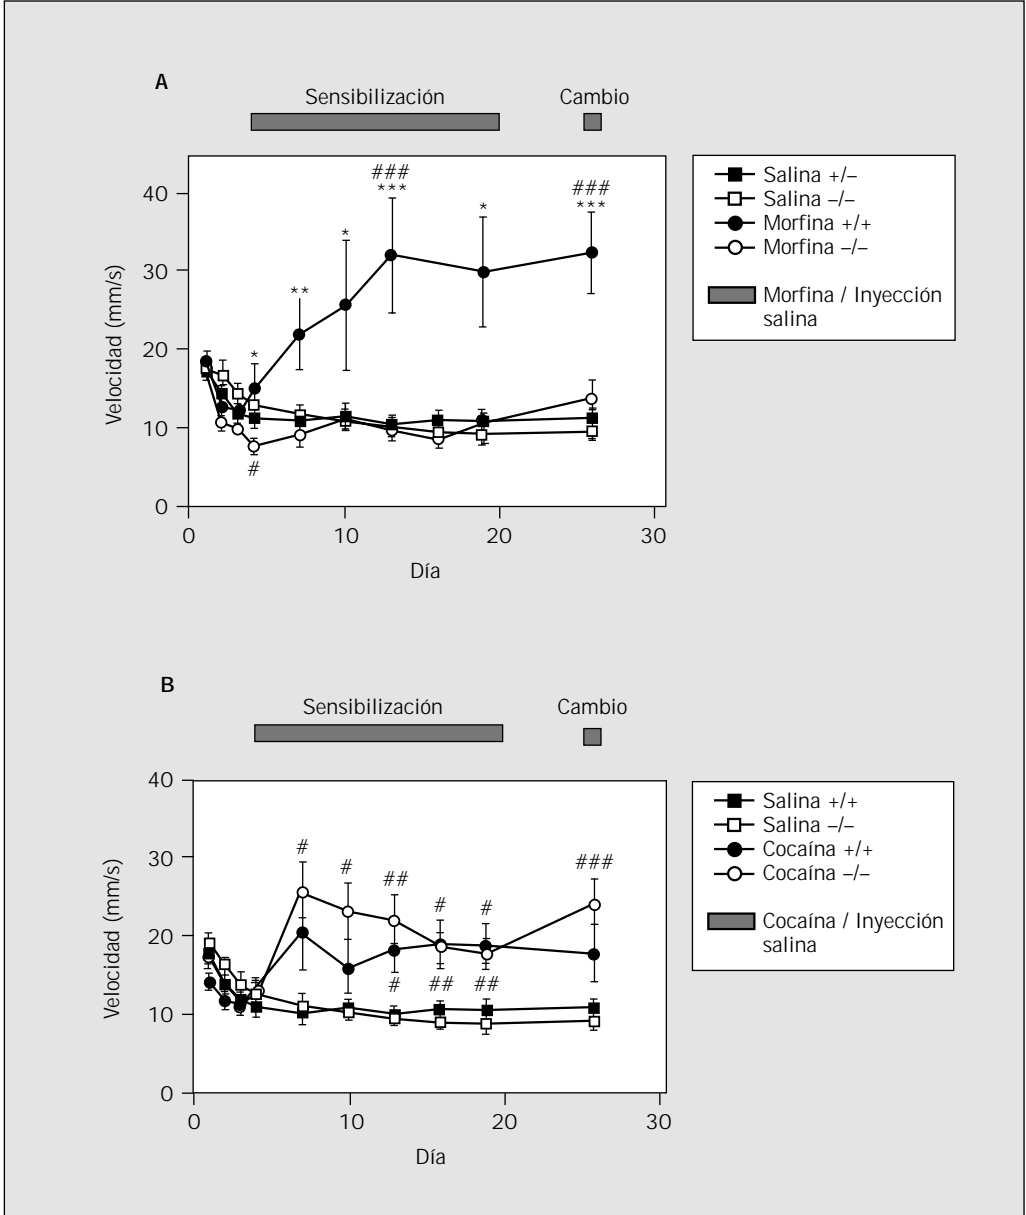 A
Sensibilización Cambio
###
***
###
***
*
*
**
*
#
40
30
20
10
0
Velocidad (mm/s)
0 10 20 30
Día
Salina +/–
Salina –/–
Morfina +/+
Morfina –/–
Morfina / Inyección
salina
B
Sensibilización Cambio
40
30
20
10
0
Velocidad (mm/s)
# # ## # # ###
# ## ##
0 10 20 30
Día
Salina +/+
Salina –/–
Cocaína +/+
Cocaína –/–
Cocaína / Inyección
salina